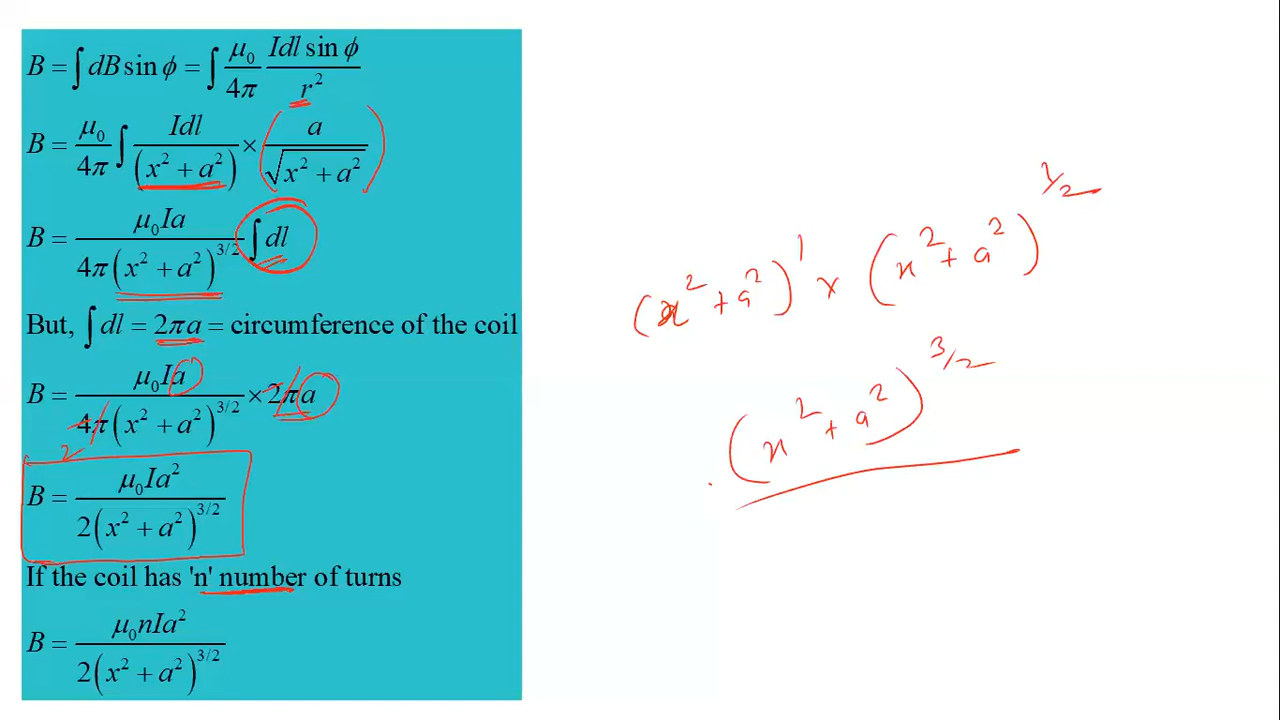 B = ∫ dB sin ϕ = ∫ μ₀/4π Idl sin ϕ/r²
B = μ₀/4π ∫ Idl/(x² + a²) × (a/√(x² + a²))
B = μ₀Ia/4π(x² + a²)^3/2 ∫ dl
But, ∫ dl = 2πa = circumference of the coil
B = μ₀Ia/4π(x² + a²)^3/2 × 2πa
2
B = μ₀Ia²/2(x² + a²)^3/2
If the coil has 'n' number of turns
B = μ₀nIa²/2(x² + a²)^3/2
(x² + a²)^1 × (x² + a²)^1/2
(x² + a²)^3/2